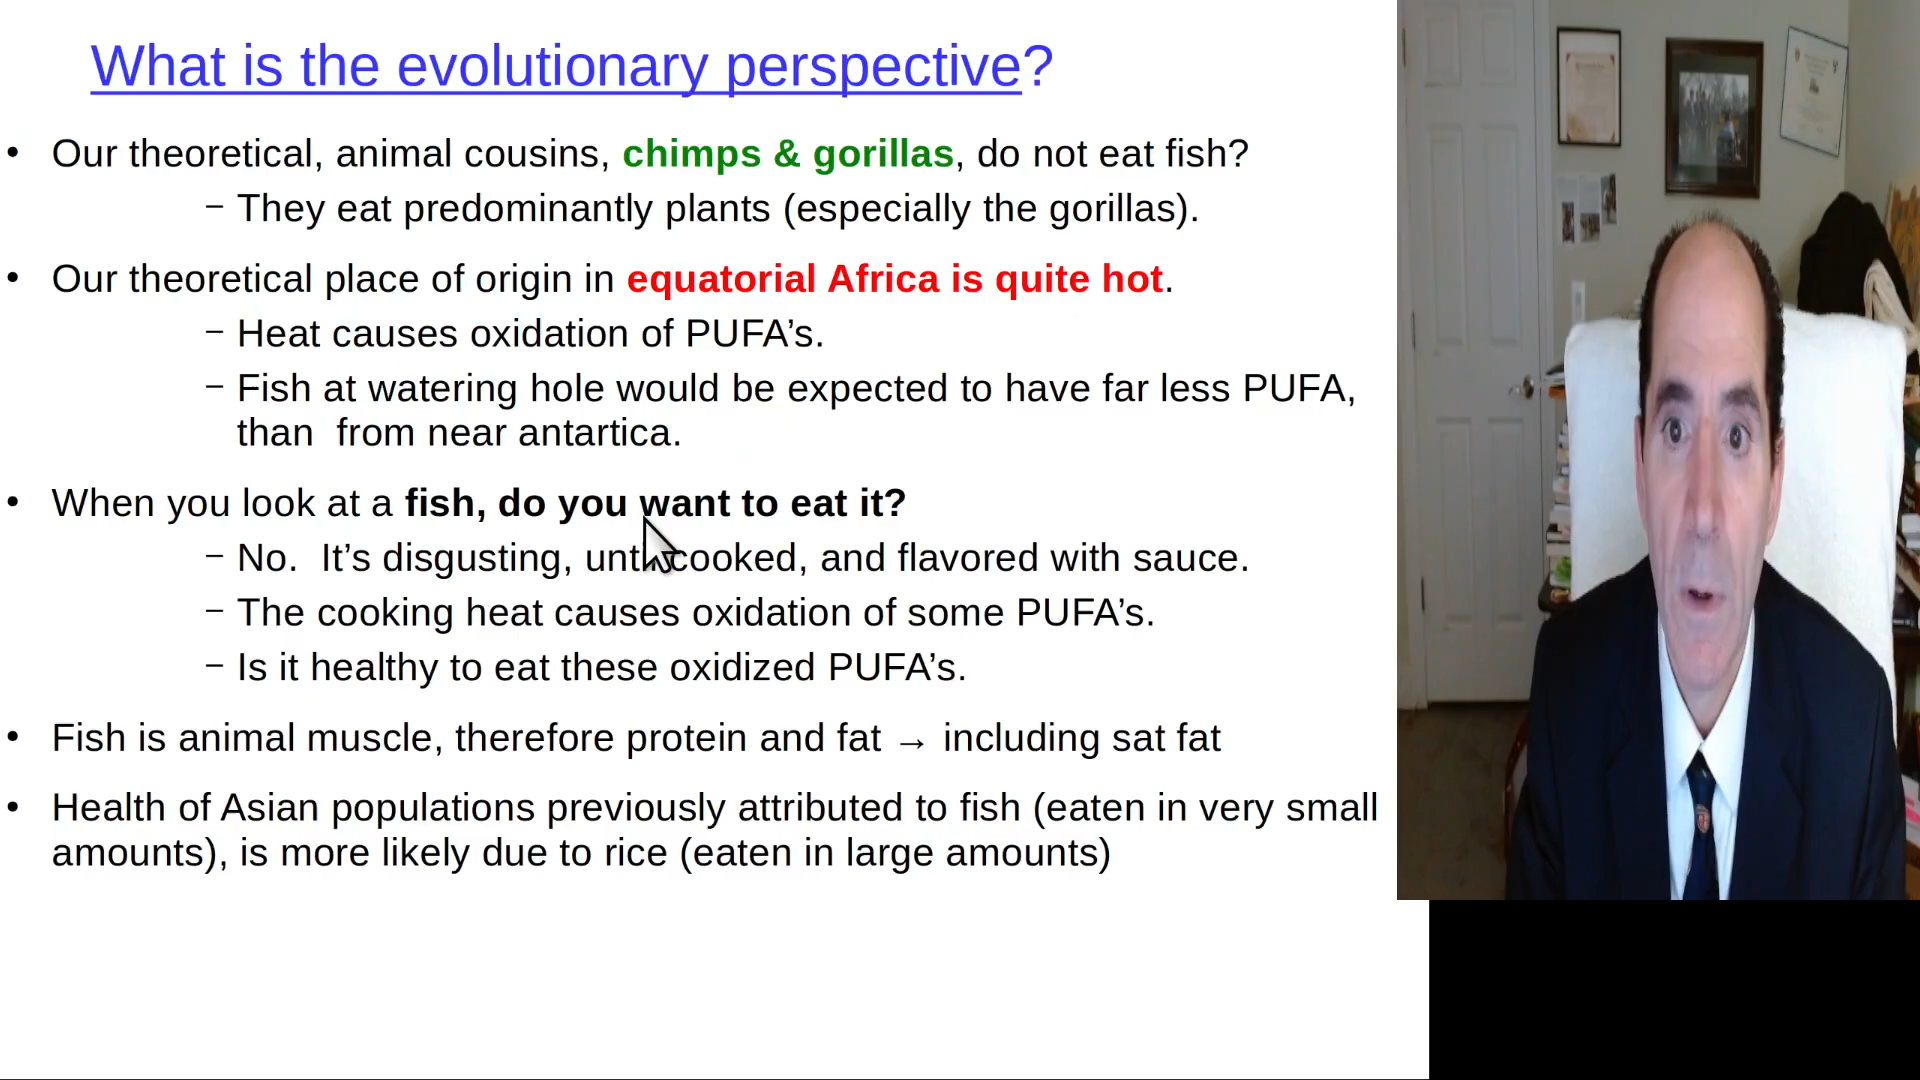 What is the evolutionary perspective?
• Our theoretical, animal cousins, chimps & gorillas, do not eat fish?
– They eat predominantly plants (especially the gorillas).
• Our theoretical place of origin in equatorial Africa is quite hot.
– Heat causes oxidation of PUFA’s.
– Fish at watering hole would be expected to have far less PUFA,
than from near antartica.
• When you look at a fish, do you want to eat it?
– No. It’s disgusting, until cooked, and flavored with sauce.
– The cooking heat causes oxidation of some PUFA’s.
– Is it healthy to eat these oxidized PUFA’s.
• Fish is animal muscle, therefore protein and fat → including sat fat
• Health of Asian populations previously attributed to fish (eaten in very small
amounts), is more likely due to rice (eaten in large amounts)